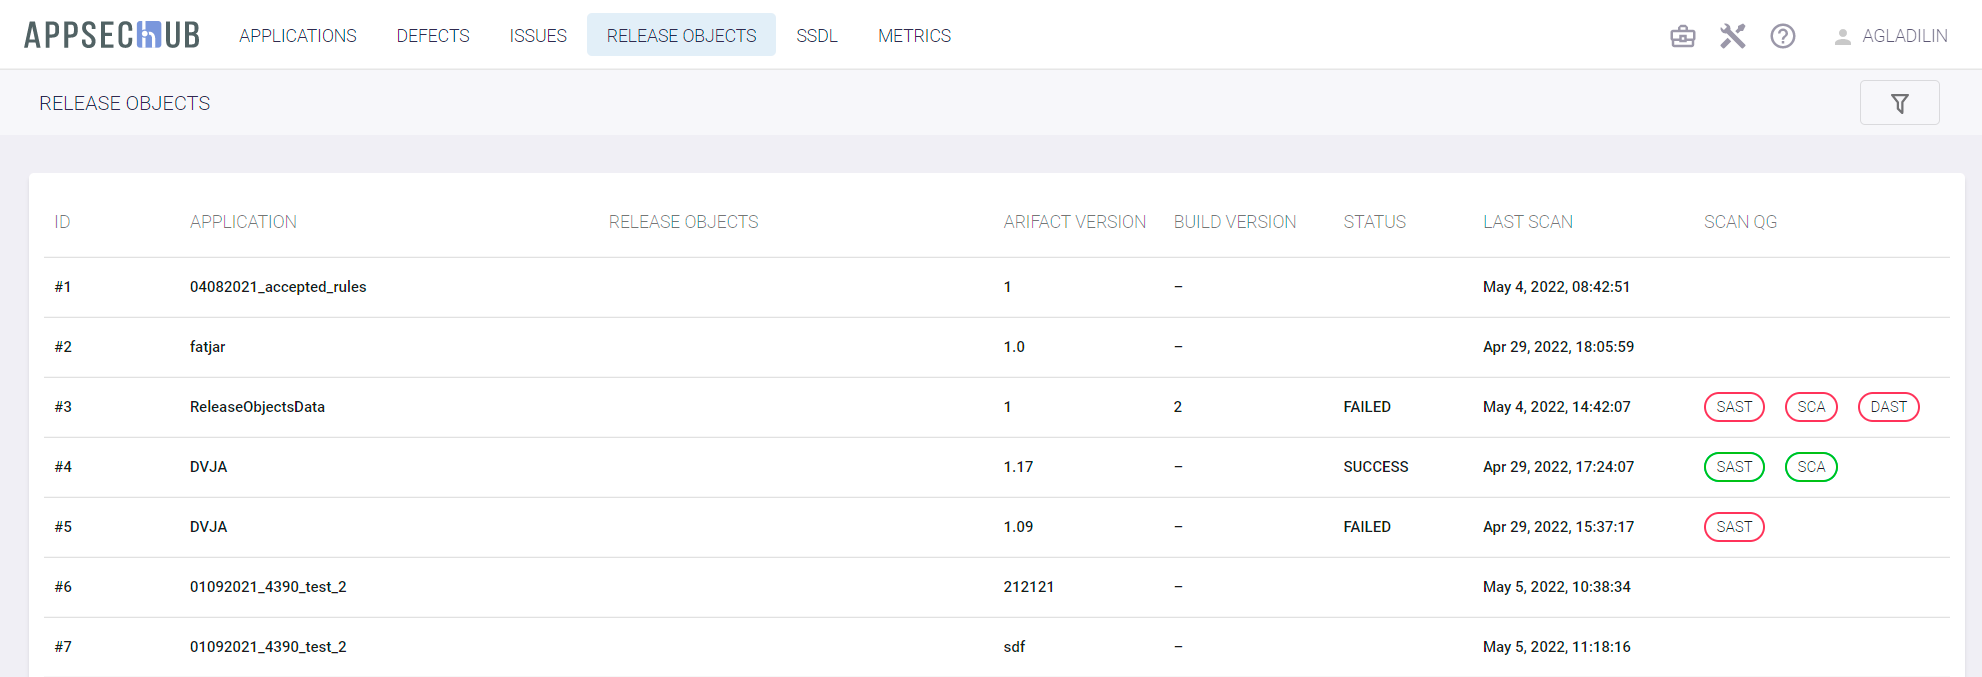 APPSECHUB APPLICATIONS DEFECTS ISSUES RELEASE OBJECTS SSDL METRICS AGLADILIN
RELEASE OBJECTS
ID APPLICATION RELEASE OBJECTS ARIFACT VERSION BUILD VERSION STATUS LAST SCAN SCAN QG
#1 04082021_accepted_rules 1 – May 4, 2022, 08:42:51
#2 fatjar 1.0 – Apr 29, 2022, 18:05:59
#3 ReleaseObjectsData 1 2 FAILED May 4, 2022, 14:42:07 SAST SCA DAST
#4 DVJA 1.17 – SUCCESS Apr 29, 2022, 17:24:07 SAST SCA
#5 DVJA 1.09 – FAILED Apr 29, 2022, 15:37:17 SAST
#6 01092021_4390_test_2 212121 – May 5, 2022, 10:38:34
#7 01092021_4390_test_2 sdf – May 5, 2022, 11:18:16